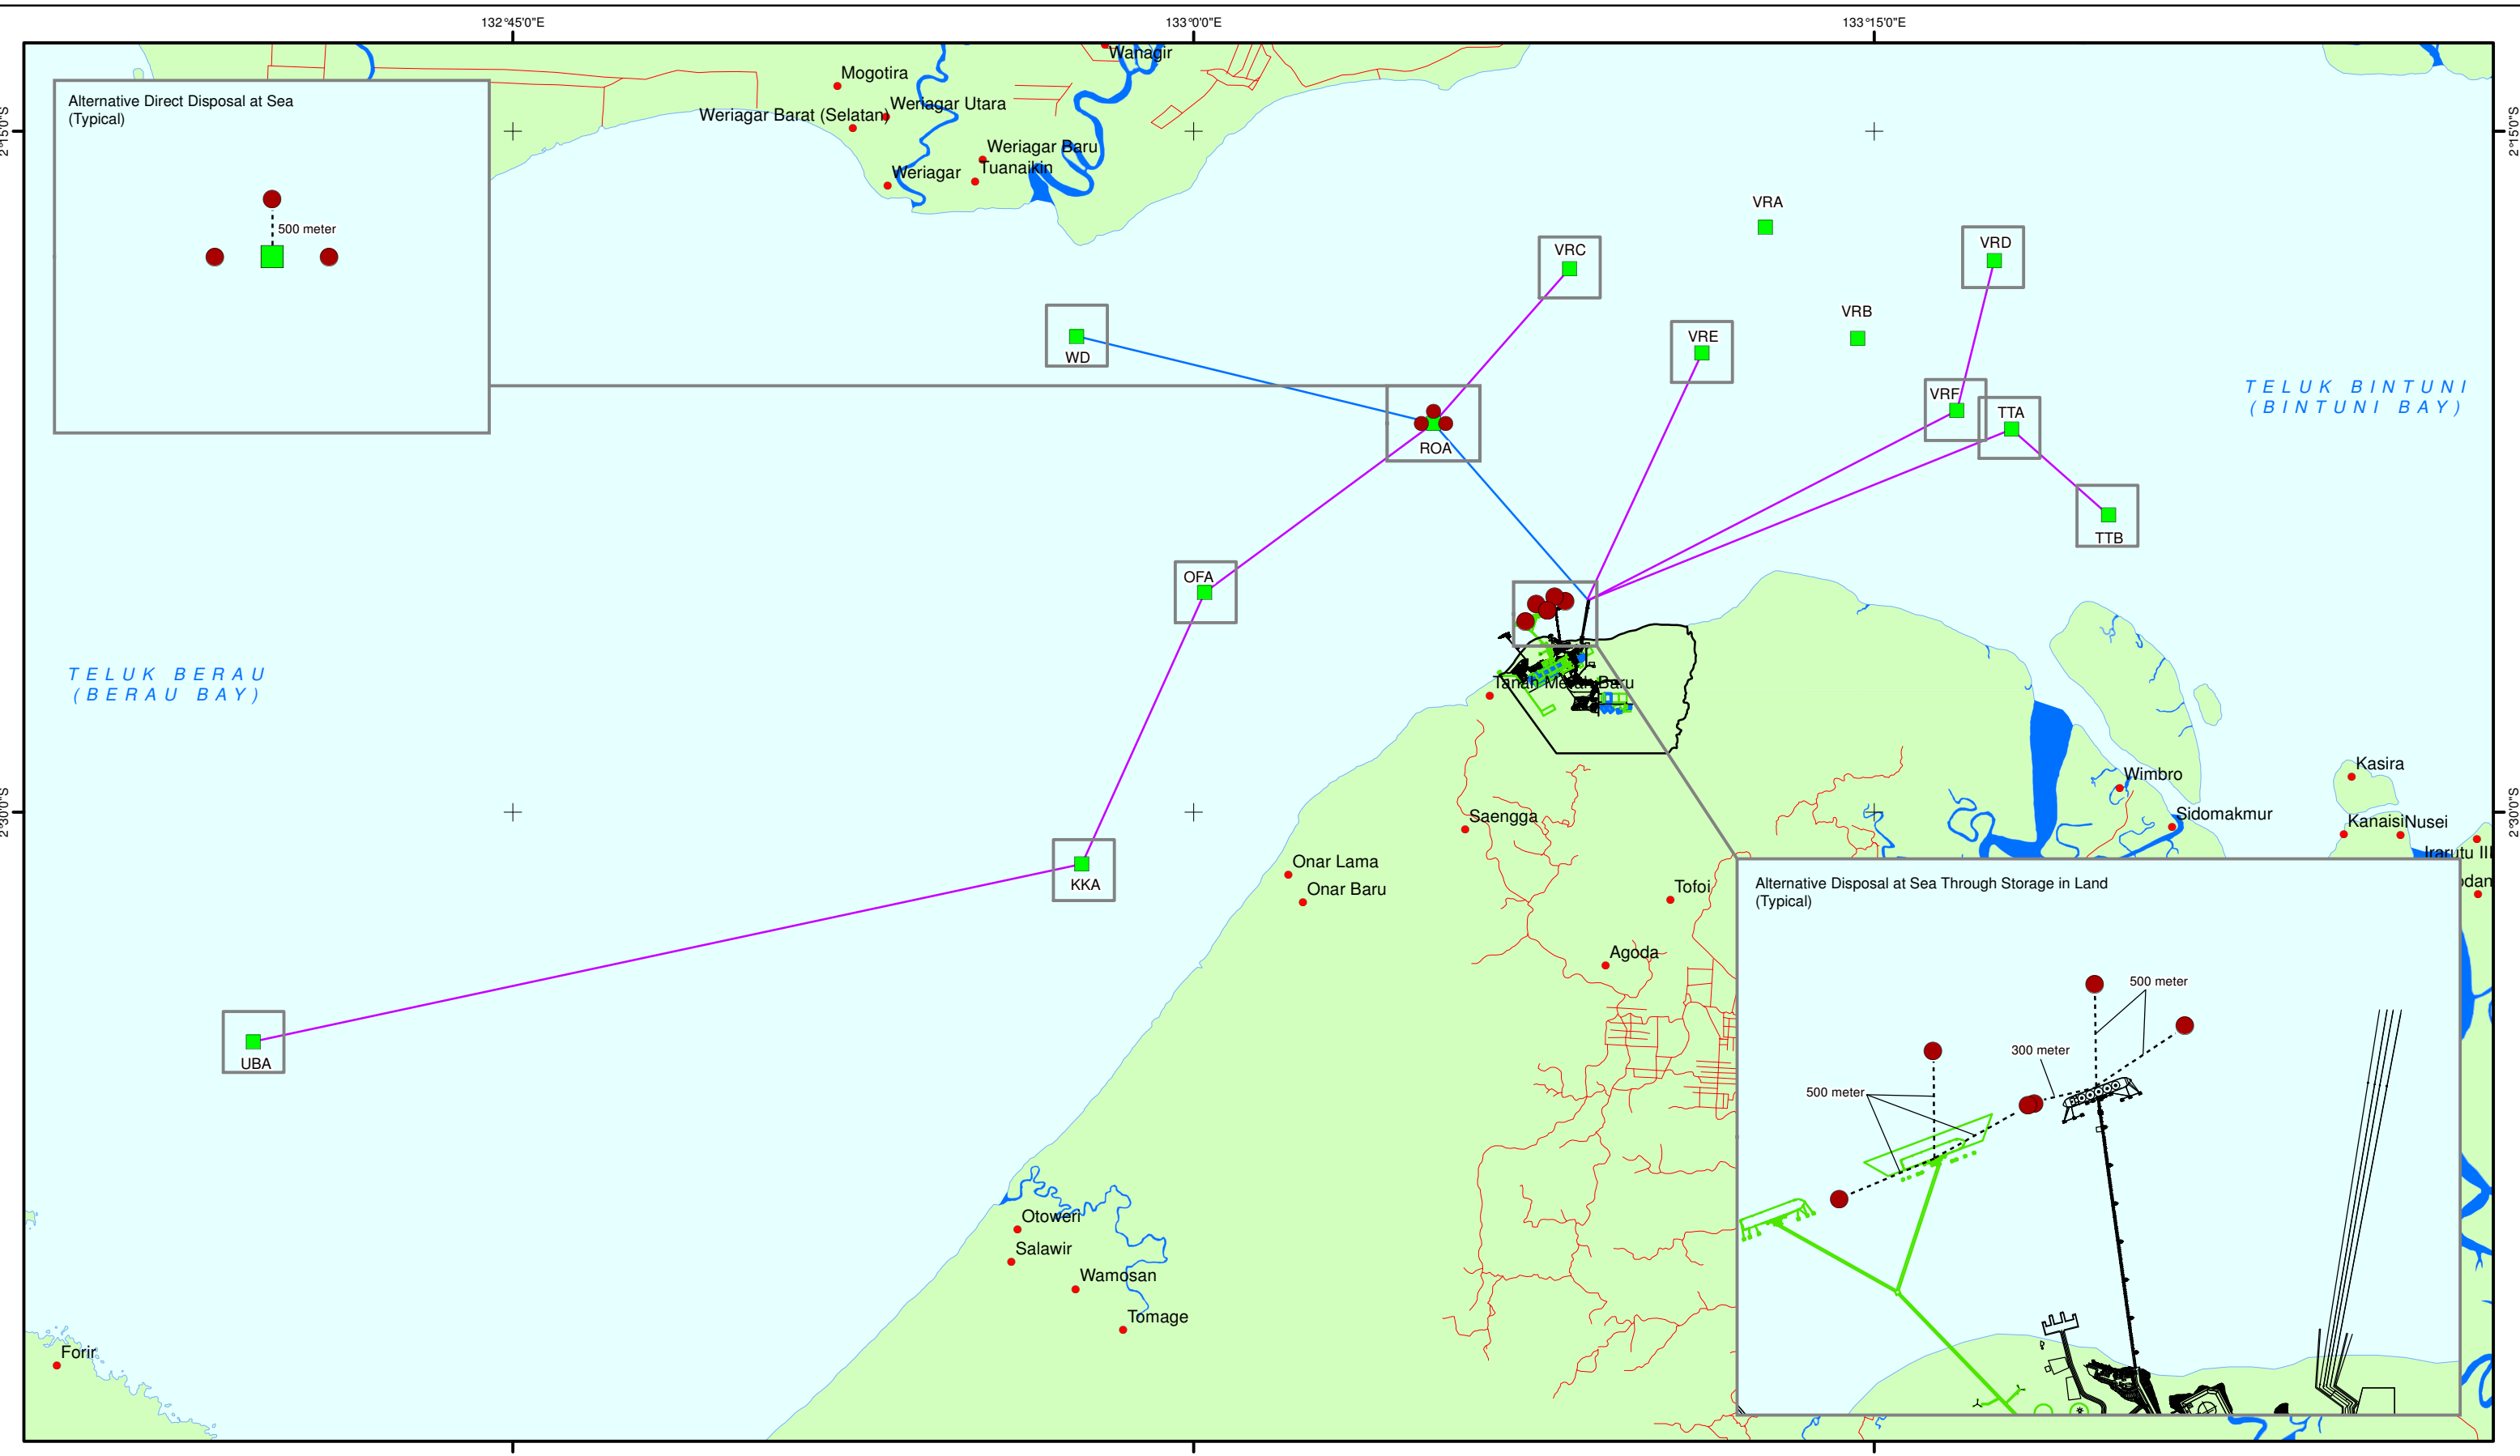 132°45'0"E
133°0'0"E
133°15'0"E
2°15'0"S
2°15'0"S
Wanagir
Mogotira
Weriagar Utara
Weriagar Barat (Selatan)
Weriagar Baru
Tuanaikin
Weriagar
Alternative Direct Disposal at Sea
(Typical)
500 meter
VRA
VRC
VRD
VRB
VRE
WD
VRF
TTA
TELUK BINTUNI
(BINTUNI BAY)
ROA
TTB
OFA
TELUK BERAU
(BERAU BAY)
Tanah Merah Baru
Kasira
Wimbro
2°30'0"S
2°30'0"S
Saengga
Sidomakmur
Kanaisi
Nusei
Irarutu III
Onar Lama
Onar Baru
KKA
Tofoi
Agoda
UBA
Alternative Disposal at Sea Through Storage in Land
(Typical)
500 meter
300 meter
500 meter
Otoweri
Salawir
Wamosan
Tomage
Forir